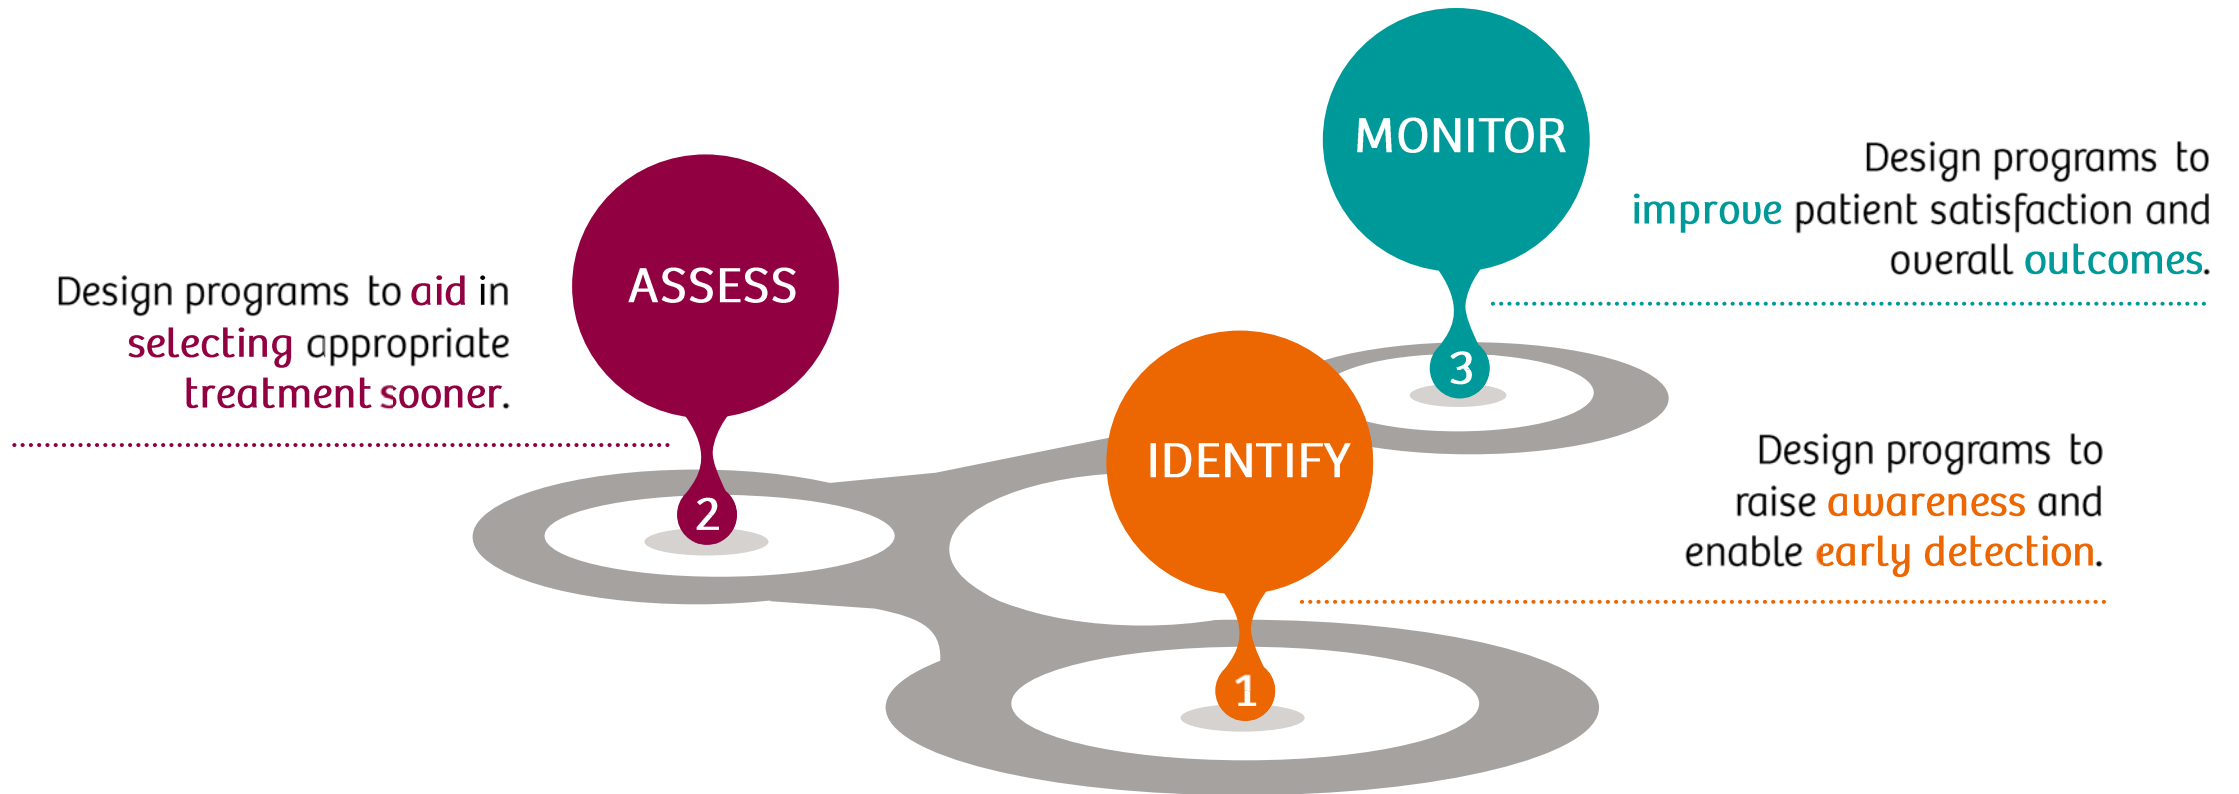 MONITOR
Design programs to
improve patient satisfaction and
overall outcomes.
3
ASSESS
Design programs to aid in
selecting appropriate
treatment sooner.
2
IDENTIFY
Design programs to
raise awareness and
enable early detection.
1